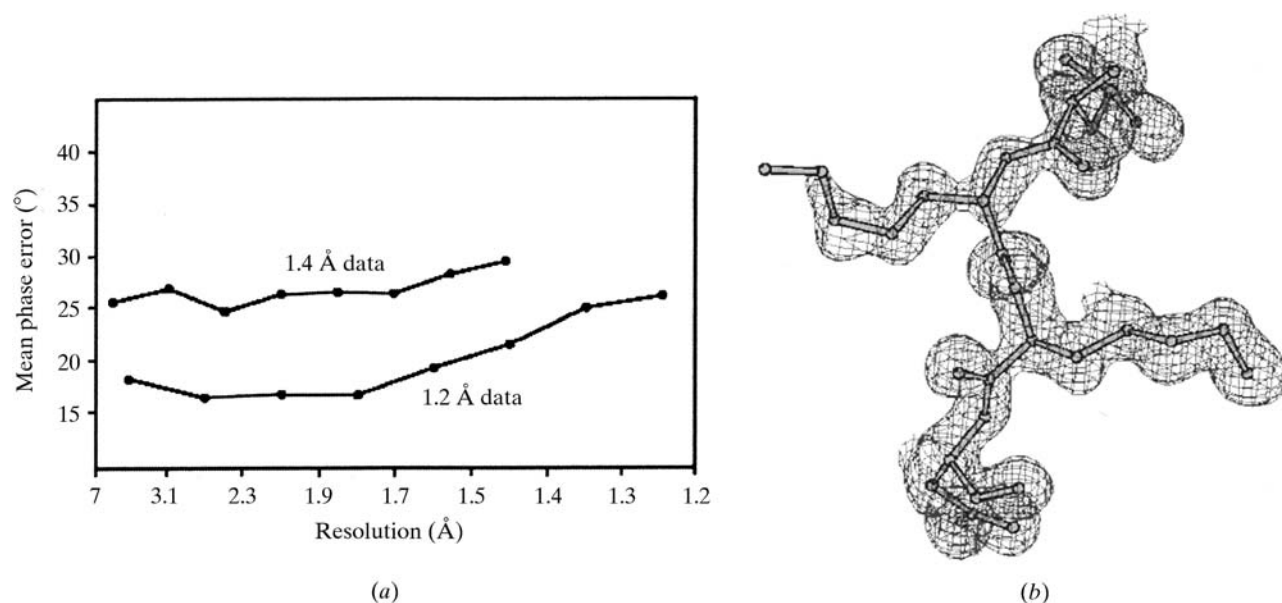 Mean phase error (°)
40
35
30
25
20
15
1.4 Å data
1.2 Å data
7 3.1 2.3 1.9 1.7 1.5 1.4 1.3 1.2
Resolution (Å)
(a)
(b)